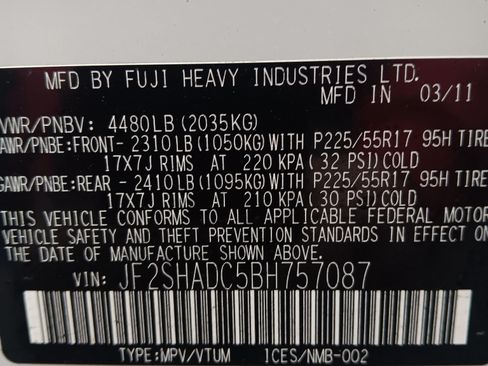 MFD BY FUJI HEAVY INDUSTRIES LTD.
MFD IN 03/11
VWR/PNBV: 4480LB (2035KG)
AWR/PNBE:FRONT- 2310LB (1050KG)WITH P225/55R17 95H TIRE
17X7J RIMS AT 220 KPA (32 PSI)COLD
GAWR/PNBE:REAR - 2410LB (1095KG)WITH P225/55R17 95H TIRE
17X7J RIMS AT 210 KPA (30 PSI)COLD
THIS VEHICLE CONFORMS TO ALL APPLICABLE FEDERAL MOTOR
VEHICLE SAFETY AND THEFT PREVENTION STANDARDS IN EFFECT
THE DATE OF MANUFACTURE SHOWN ABOVE.
VIN: JF2SHADC5BH757087
TYPE:MPV/VTUM ICES/NMB-002